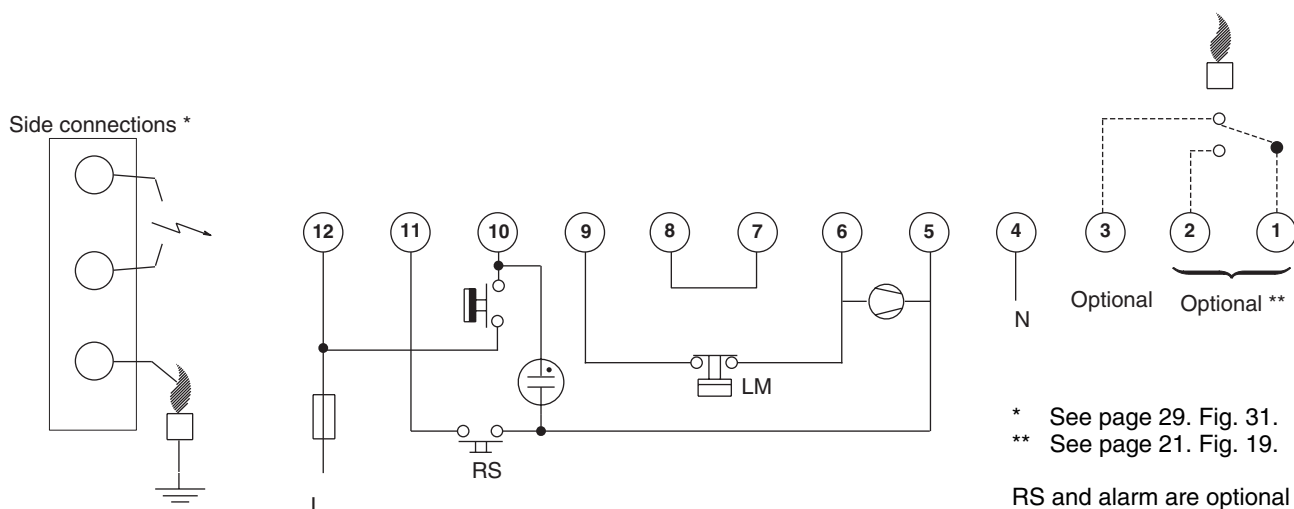 Side connections *
12 11 10 9 8 7 6 5 4 3 2 1
Optional Optional **
N
LM
RS
L
* See page 29. Fig. 31.
** See page 21. Fig. 19.
RS and alarm are optional